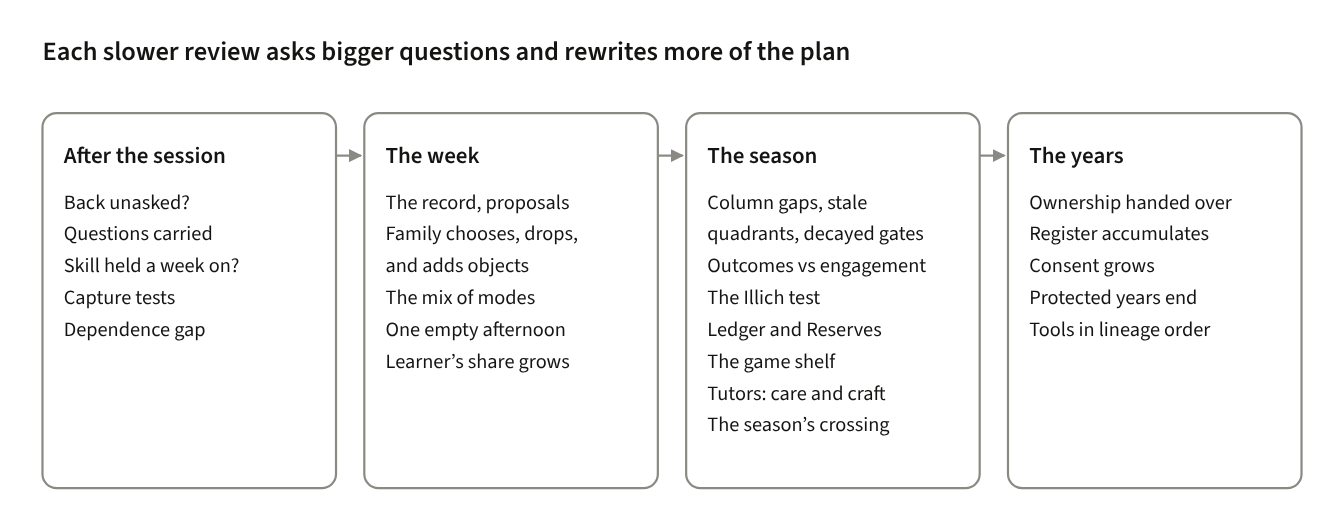 Each slower review asks bigger questions and rewrites more of the plan
After the session
Back unasked?
Questions carried
Skill held a week on?
Capture tests
Dependence gap
The week
The record, proposals
Family chooses, drops,
and adds objects
The mix of modes
One empty afternoon
Learner’s share grows
The season
Column gaps, stale
quadrants, decayed gates
Outcomes vs engagement
The Illich test
Ledger and Reserves
The game shelf
Tutors: care and craft
The season’s crossing
The years
Ownership handed over
Register accumulates
Consent grows
Protected years end
Tools in lineage order